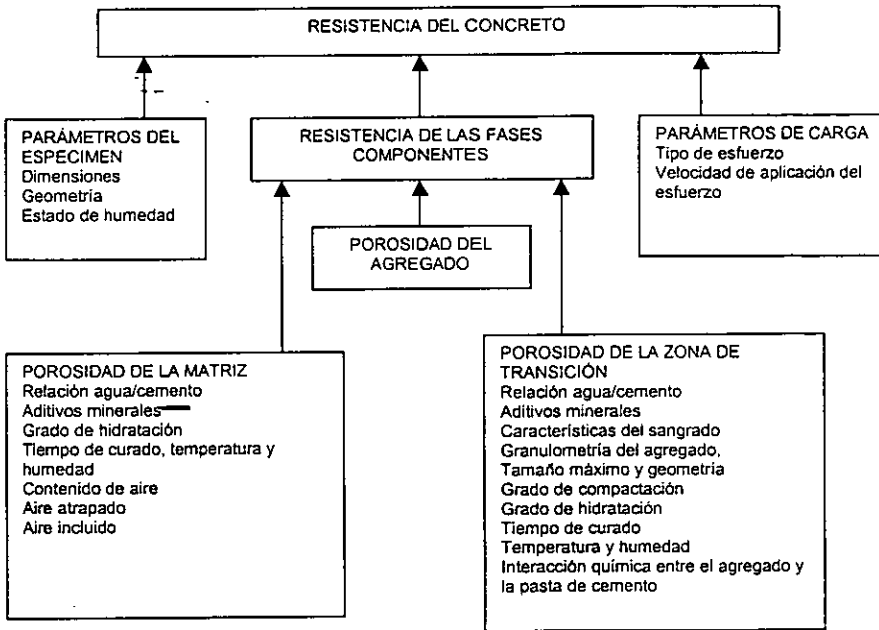 RESISTENCIA DEL CONCRETO
PARÁMETROS DEL
ESPECIMEN
Dimensiones
Geometría
Estado de humedad
RESISTENCIA DE LAS FASES
COMPONENTES
PARÁMETROS DE CARGA
Tipo de esfuerzo
Velocidad de aplicación del
esfuerzo
POROSIDAD DEL
AGREGADO
POROSIDAD DE LA MATRIZ
Relación agua/cemento
Aditivos minerales
Grado de hidratación
Tiempo de curado, temperatura y
humedad
Contenido de aire
Aire atrapado
Aire incluido
POROSIDAD DE LA ZONA DE
TRANSICIÓN
Relación agua/cemento
Aditivos minerales
Características del sangrado
Granulometría del agregado,
Tamaño máximo y geometría
Grado de compactación
Grado de hidratación
Tiempo de curado
Temperatura y humedad
Interacción química entre el agregado y
la pasta de cemento